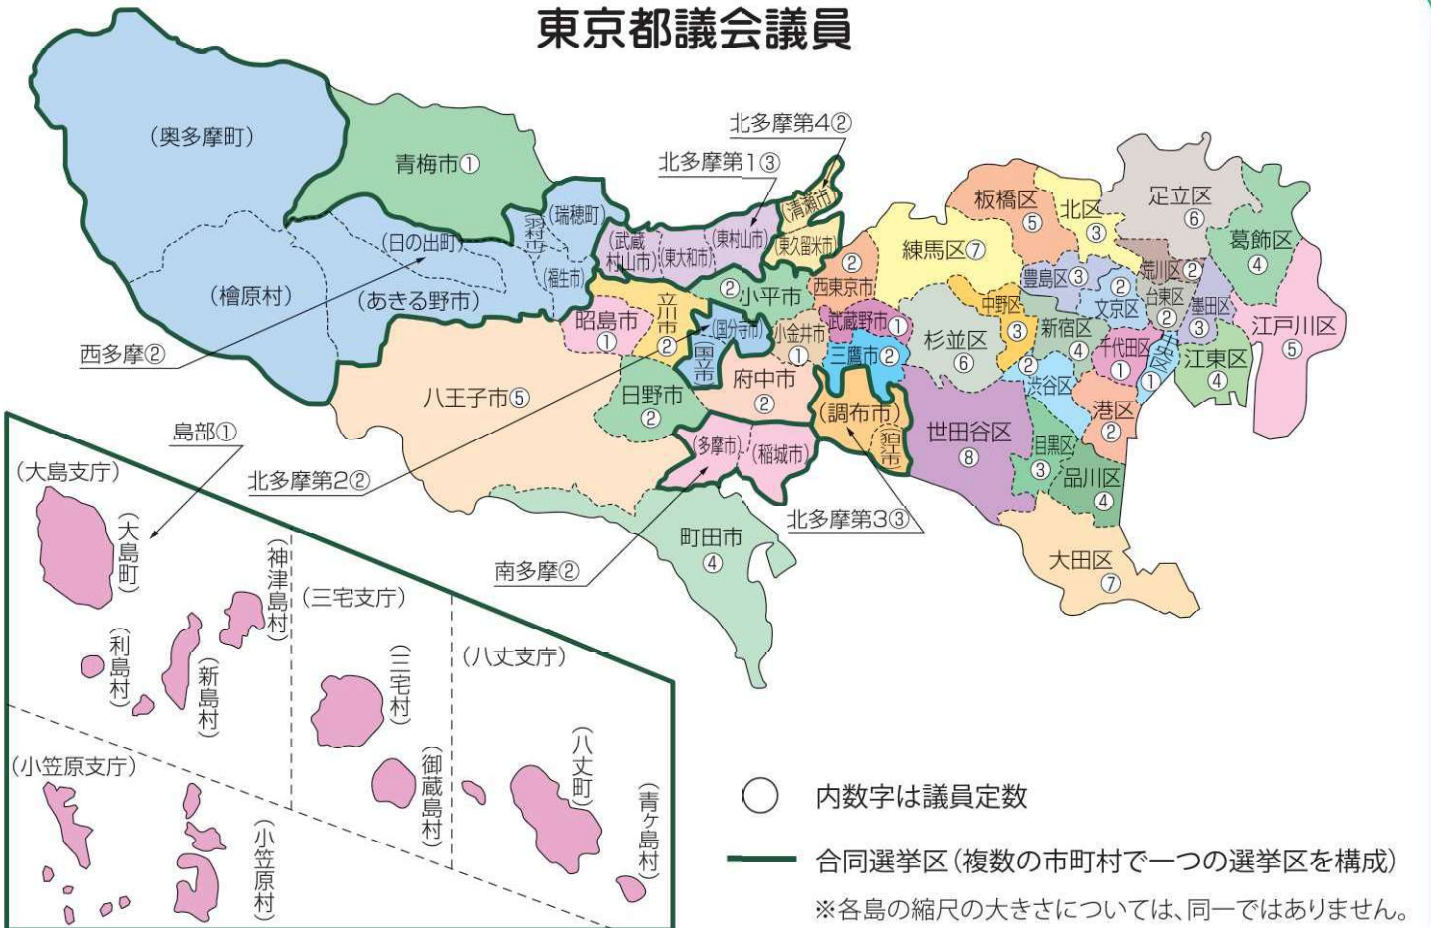 東京都議会議員
(奥多摩町)
青梅市①
北多摩第4②
北多摩第1③
(瑞穂町)
(羽村市)
(日の出町)
(福生市)
(檜原村)
(あきる野市)
西多摩②
(武蔵村山市)
(東大和市)
(東村山市)
(清瀬市)
(東久留米市)
②
西東京市
②小平市
立川市
②
昭島市
①
(国分寺市)
(国立市)
小金井市
①
武蔵野市①
三鷹市②
八王子市⑤
日野市
②
府中市
②
(調布市)
(狛江市)
(多摩市)
(稲城市)
北多摩第2②
北多摩第3③
南多摩②
町田市
④
練馬区⑦
板橋区
⑤
北区
③
足立区
⑥
葛飾区
④
豊島区③
②
文京区
荒川区②
台東区
②
墨田区
③
江戸川区
⑤
中野区
③
杉並区
⑥
新宿区
④
千代田区
①
中央区
①
江東区
④
②
渋谷区
港区
②
世田谷区
⑧
目黒区
③
品川区
④
大田区
⑦
島部①
(大島支庁)
(大島町)
(利島村)
(新島村)
(神津島村)
(三宅支庁)
(三宅村)
(御蔵島村)
(八丈支庁)
(八丈町)
(青ヶ島村)
(小笠原支庁)
(小笠原村)
○ 内数字は議員定数
合同選挙区(複数の市町村で一つの選挙区を構成)
※各島の縮尺の大きさについては、同一ではありません。